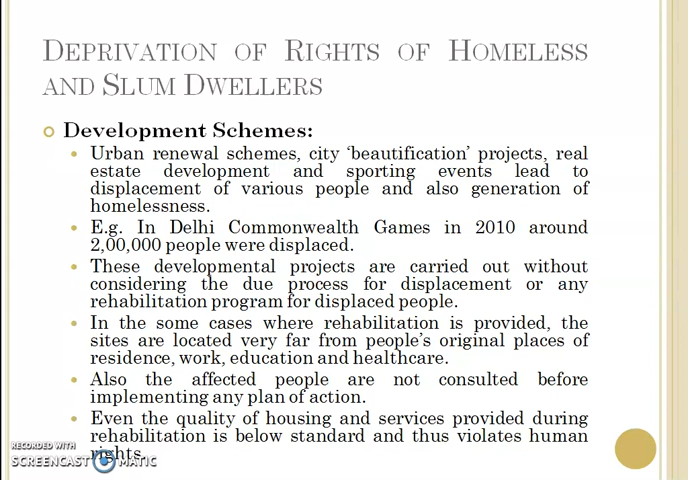 DEPRIVATION OF RIGHTS OF HOMELESS
AND SLUM DWELLERS
Development Schemes:
Urban renewal schemes, city ‘beautification’ projects, real
estate development and sporting events lead to
displacement of various people and also generation of
homelessness.
E.g. In Delhi Commonwealth Games in 2010 around
2,00,000 people were displaced.
These developmental projects are carried out without
considering the due process for displacement or any
rehabilitation program for displaced people.
In the some cases where rehabilitation is provided, the
sites are located very far from people’s original places of
residence, work, education and healthcare.
Also the affected people are not consulted before
implementing any plan of action.
Even the quality of housing and services provided during
rehabilitation is below standard and thus violates human
rights.
RECORDED WITH
SCREENCAST MATIC